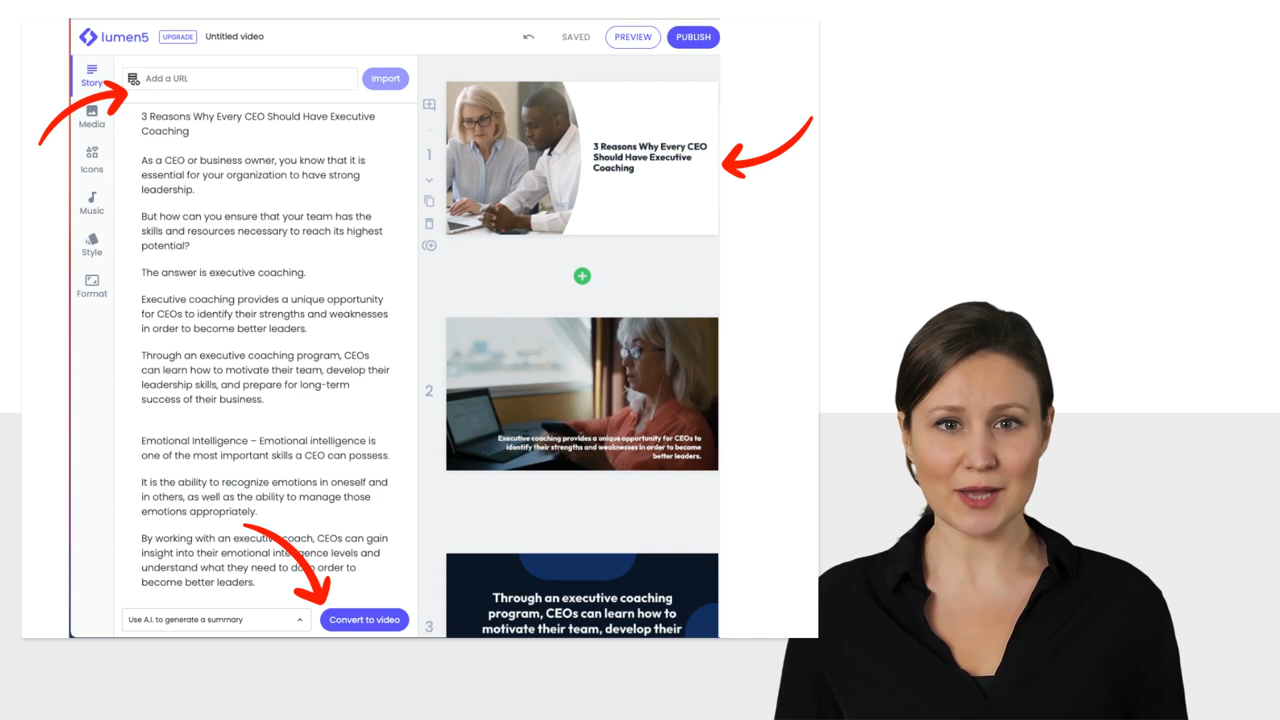 lumen5 UPGRADE Untitled video SAVED PREVIEW PUBLISH
Story
Media
Icons
Music
Style
Format
Add a URL Import
3 Reasons Why Every CEO Should Have Executive
Coaching
As a CEO or business owner, you know that it is
essential for your organization to have strong
leadership.
But how can you ensure that your team has the
skills and resources necessary to reach its highest
potential?
The answer is executive coaching.
Executive coaching provides a unique opportunity
for CEOs to identify their strengths and weaknesses
in order to become better leaders.
Through an executive coaching program, CEOs
can learn how to motivate their team, develop their
leadership skills, and prepare for long-term
success of their business.
Emotional Intelligence – Emotional intelligence is
one of the most important skills a CEO can possess.
It is the ability to recognize emotions in oneself and
in others, as well as the ability to manage those
emotions appropriately.
By working with an executive coach, CEOs can gain
insight into their emotional intelligence levels and
understand what they need to do in order to
become better leaders.
Use A.I. to generate a summary Convert to video
1
3 Reasons Why Every CEO
Should Have Executive
Coaching
2
Executive coaching provides a unique opportunity for CEOs to
identify their strengths and weaknesses in order to become
better leaders.
3
Through an executive coaching
program, CEOs can learn how to
motivate their team, develop their